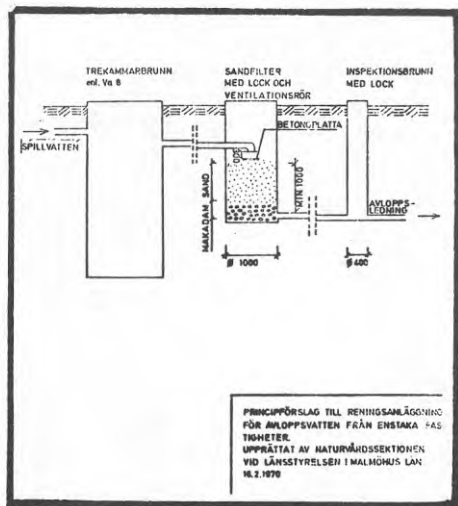 TREKAMMARBRUNN
enl. Va 8
SANDFILTER
MED LOCK OCH
VENTILATIONSRÖR
INSPEKTIONSBRUNN
MED LOCK
BETONGPLATTA
SPILLVATTEN
MAKADAM SAND
MIN 1000
AVLOPPS-
LEDNING
Ø 1000
Ø 400
PRINCIPFÖRSLAG TILL RENINGSANLÄGGNING
FÖR AVLOPPSVATTEN FRÅN ENSTAKA FAS
TIGHETER.
UPPRÄTTAT AV NATURVÅRDSSEKTIONEN
VID LÄNSSTYRELSEN I MALMÖHUS LÄN
16.2.1970